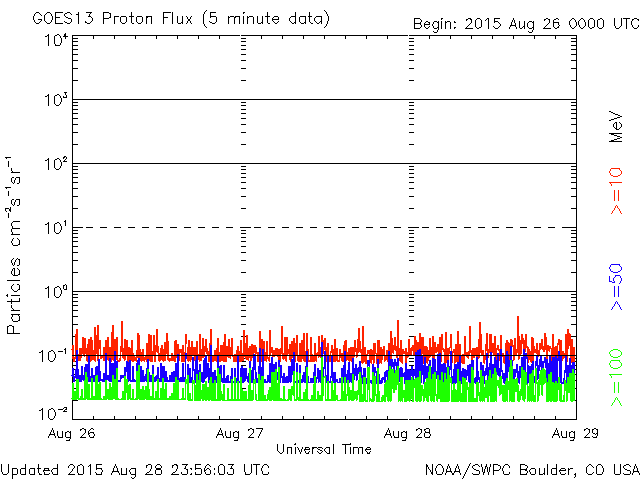 GOES13 Proton Flux (5 minute data)
Begin: 2015 Aug 26 0000 UTC
Particles cm⁻²s⁻¹sr⁻¹
10⁴
10³
10²
10¹
10⁰
10⁻¹
10⁻²
MeV
>=10
>=50
>=100
Aug 26
Aug 27
Aug 28
Aug 29
Universal Time
Updated 2015 Aug 28 23:56:03 UTC
NOAA/SWPC Boulder, CO USA